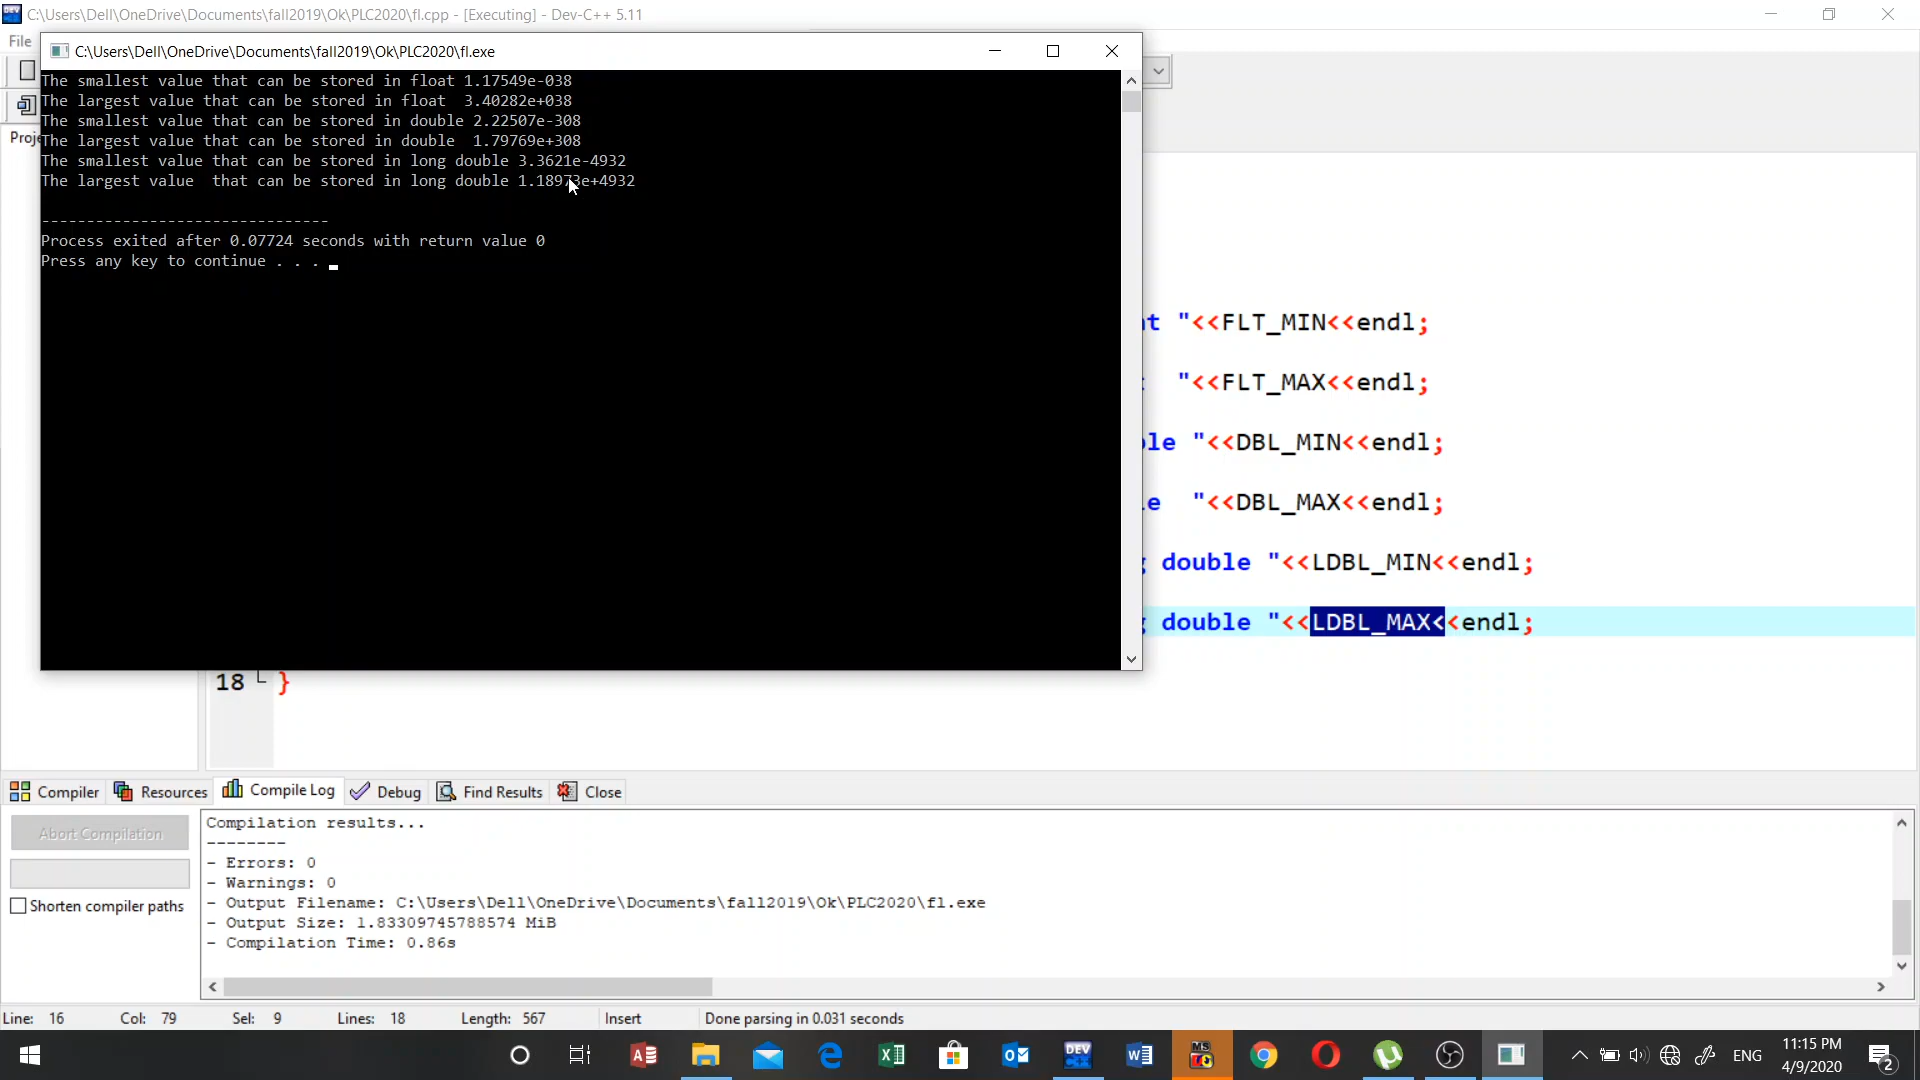 C:\Users\Dell\OneDrive\Documents\fall2019\Ok\PLC2020\fl.cpp - [Executing] - Dev-C++ 5.11
File
C:\Users\Dell\OneDrive\Documents\fall2019\Ok\PLC2020\fl.exe
The smallest value that can be stored in float 1.17549e-038
The largest value that can be stored in float  3.40282e+038
The smallest value that can be stored in double 2.22507e-308
The largest value that can be stored in double  1.79769e+308
The smallest value that can be stored in long double 3.3621e-4932
The largest value  that can be stored in long double 1.18973e+4932
--------------------------------
Process exited after 0.07724 seconds with return value 0
Press any key to continue . . .
Proje
"<<FLT_MIN<<endl;
"<<FLT_MAX<<endl;
le "<<DBL_MIN<<endl;
e  "<<DBL_MAX<<endl;
double "<<LDBL_MIN<<endl;
double "<<LDBL_MAX<<endl;
18 }
Compiler Resources Compile Log Debug Find Results Close
Abort Compilation
Shorten compiler paths
Compilation results...
--------
- Errors: 0
- Warnings: 0
- Output Filename: C:\Users\Dell\OneDrive\Documents\fall2019\Ok\PLC2020\fl.exe
- Output Size: 1.83309745788574 MiB
- Compilation Time: 0.86s
Line: 16 Col: 79 Sel: 9 Lines: 18 Length: 567 Insert Done parsing in 0.031 seconds
ENG
11:15 PM
4/9/2020
2